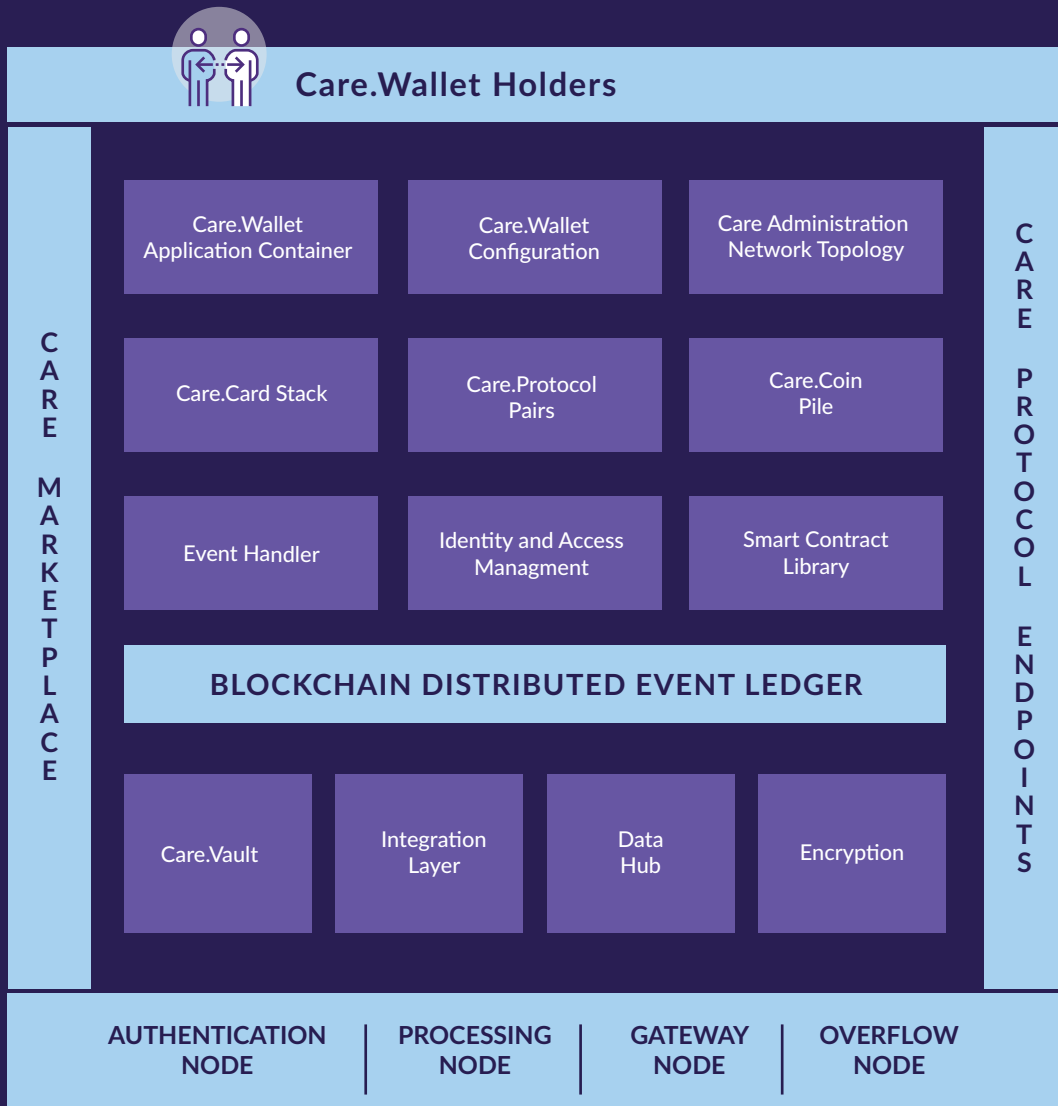 Care.Wallet Holders
CARE MARKETPLACE
Care.Wallet
Application Container
Care.Wallet
Configuration
Care Administration
Network Topology
Care.Card Stack
Care.Protocol
Pairs
Care.Coin
Pile
Event Handler
Identity and Access
Managment
Smart Contract
Library
BLOCKCHAIN DISTRIBUTED EVENT LEDGER
Care.Vault
Integration
Layer
Data
Hub
Encryption
CARE PROTOCOL ENDPOINTS
AUTHENTICATION
NODE
PROCESSING
NODE
GATEWAY
NODE
OVERFLOW
NODE